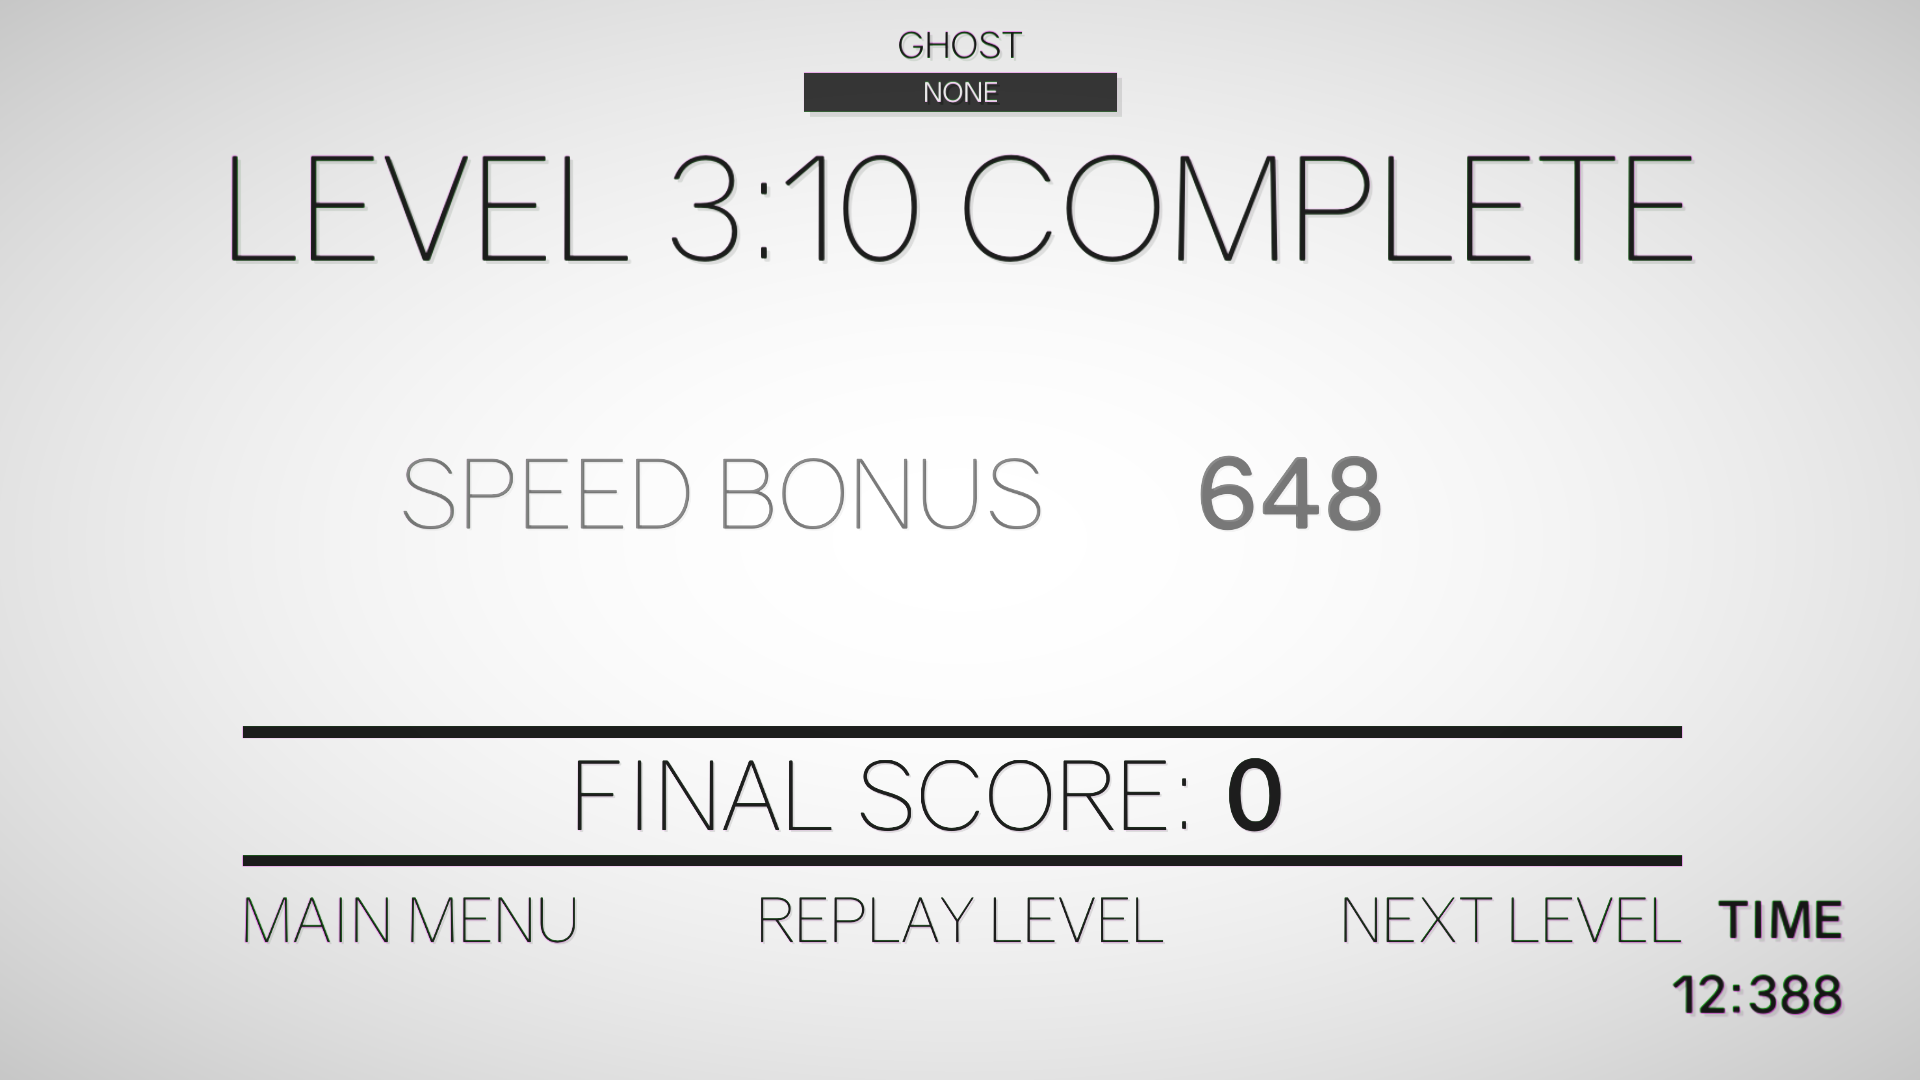 GHOST
NONE
LEVEL 3:10 COMPLETE
SPEED BONUS 648
FINAL SCORE: 0
MAIN MENU REPLAY LEVEL NEXT LEVEL TIME
12:388